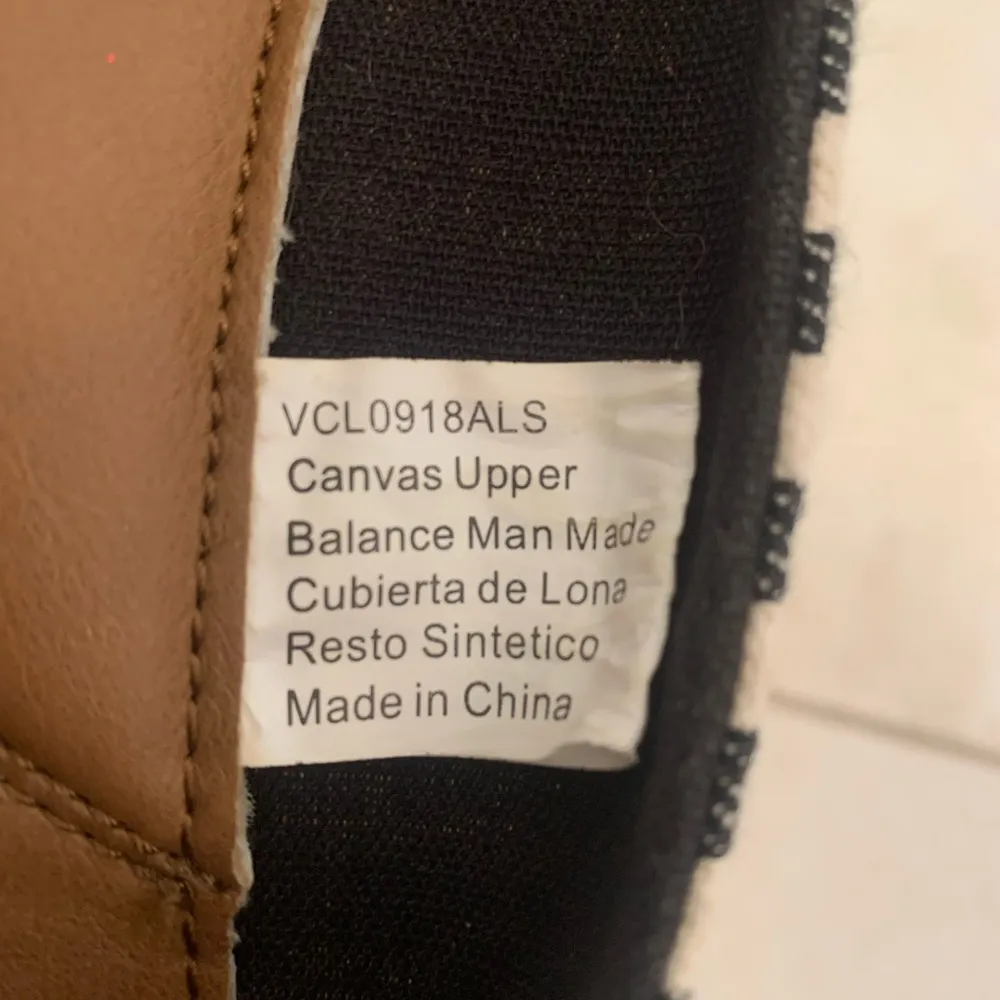 VCL0918ALS
Canvas Upper
Balance Man Made
Cubierta de Lona
Resto Sintetico
Made in China